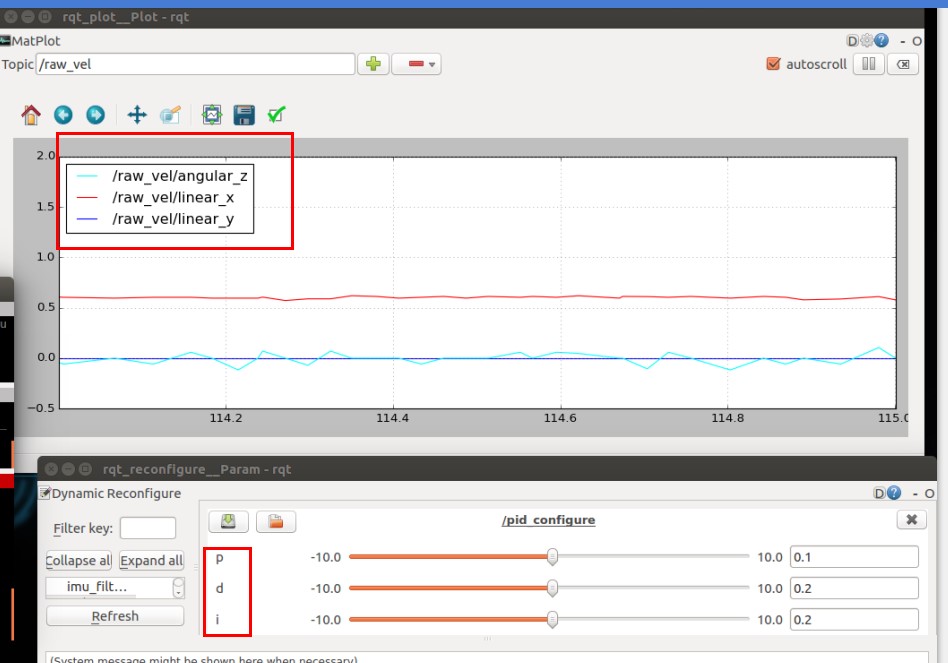 rqt_plot__Plot - rqt
MatPlot
D - O
Topic /raw_vel
autoscroll
2.0
/raw_vel/angular_z
/raw_vel/linear_x
/raw_vel/linear_y
1.5
1.0
0.5
0.0
−0.5
114.2 114.4 114.6 114.8 115.0
u
rqt_reconfigure__Param - rqt
Dynamic Reconfigure
D - O
Filter key:
/pid_configure
Collapse al Expand all
p -10.0 10.0 0.1
imu_filt...
d -10.0 10.0 0.2
Refresh
i -10.0 10.0 0.2
(System message might be shown here when necessary)